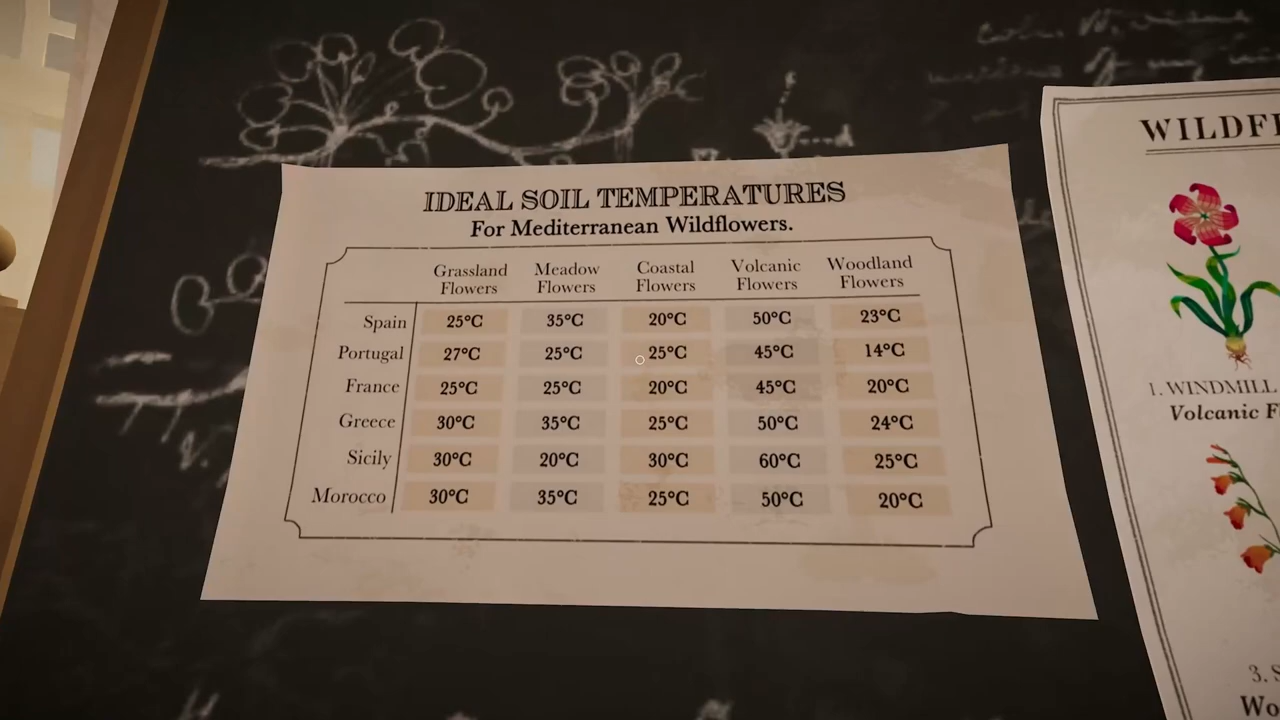 IDEAL SOIL TEMPERATURES
For Mediterranean Wildflowers.
Grassland Flowers Meadow Flowers Coastal Flowers Volcanic Flowers Woodland Flowers
Spain 25°C 35°C 20°C 50°C 23°C
Portugal 27°C 25°C 25°C 45°C 14°C
France 25°C 25°C 20°C 45°C 20°C
Greece 30°C 35°C 25°C 50°C 24°C
Sicily 30°C 20°C 30°C 60°C 25°C
Morocco 30°C 35°C 25°C 50°C 20°C
1. WINDMILL
Volcanic
3.